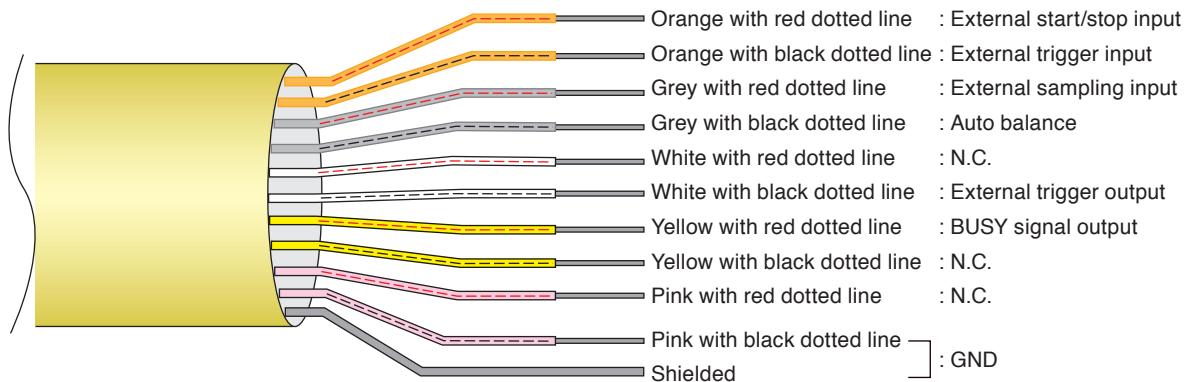 Orange with red dotted line : External start/stop input
Orange with black dotted line : External trigger input
Grey with red dotted line : External sampling input
Grey with black dotted line : Auto balance
White with red dotted line : N.C.
White with black dotted line : External trigger output
Yellow with red dotted line : BUSY signal output
Yellow with black dotted line : N.C.
Pink with red dotted line : N.C.
Pink with black dotted line
: GND
Shielded